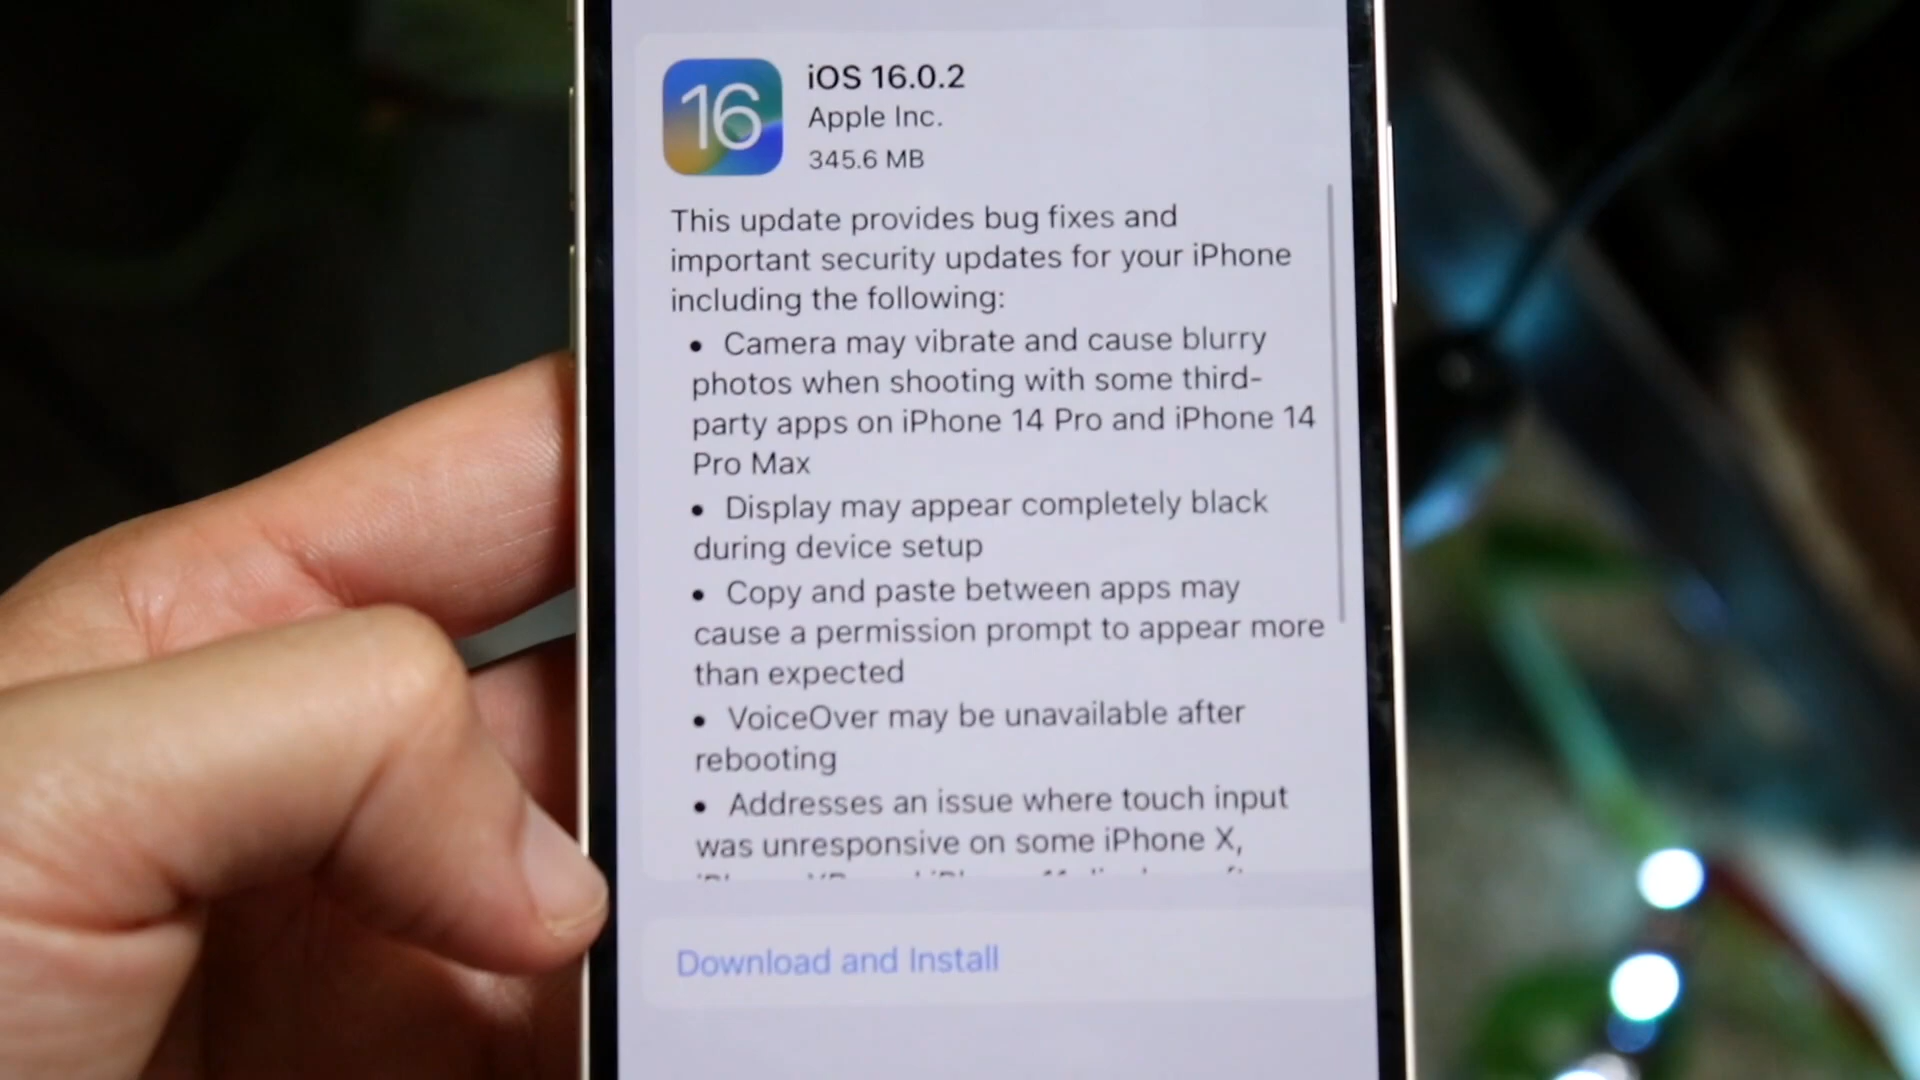 16
iOS 16.0.2
Apple Inc.
345.6 MB
This update provides bug fixes and
important security updates for your iPhone
including the following:
• Camera may vibrate and cause blurry
photos when shooting with some third-
party apps on iPhone 14 Pro and iPhone 14
Pro Max
• Display may appear completely black
during device setup
• Copy and paste between apps may
cause a permission prompt to appear more
than expected
• VoiceOver may be unavailable after
rebooting
• Addresses an issue where touch input
was unresponsive on some iPhone X,
Download and Install